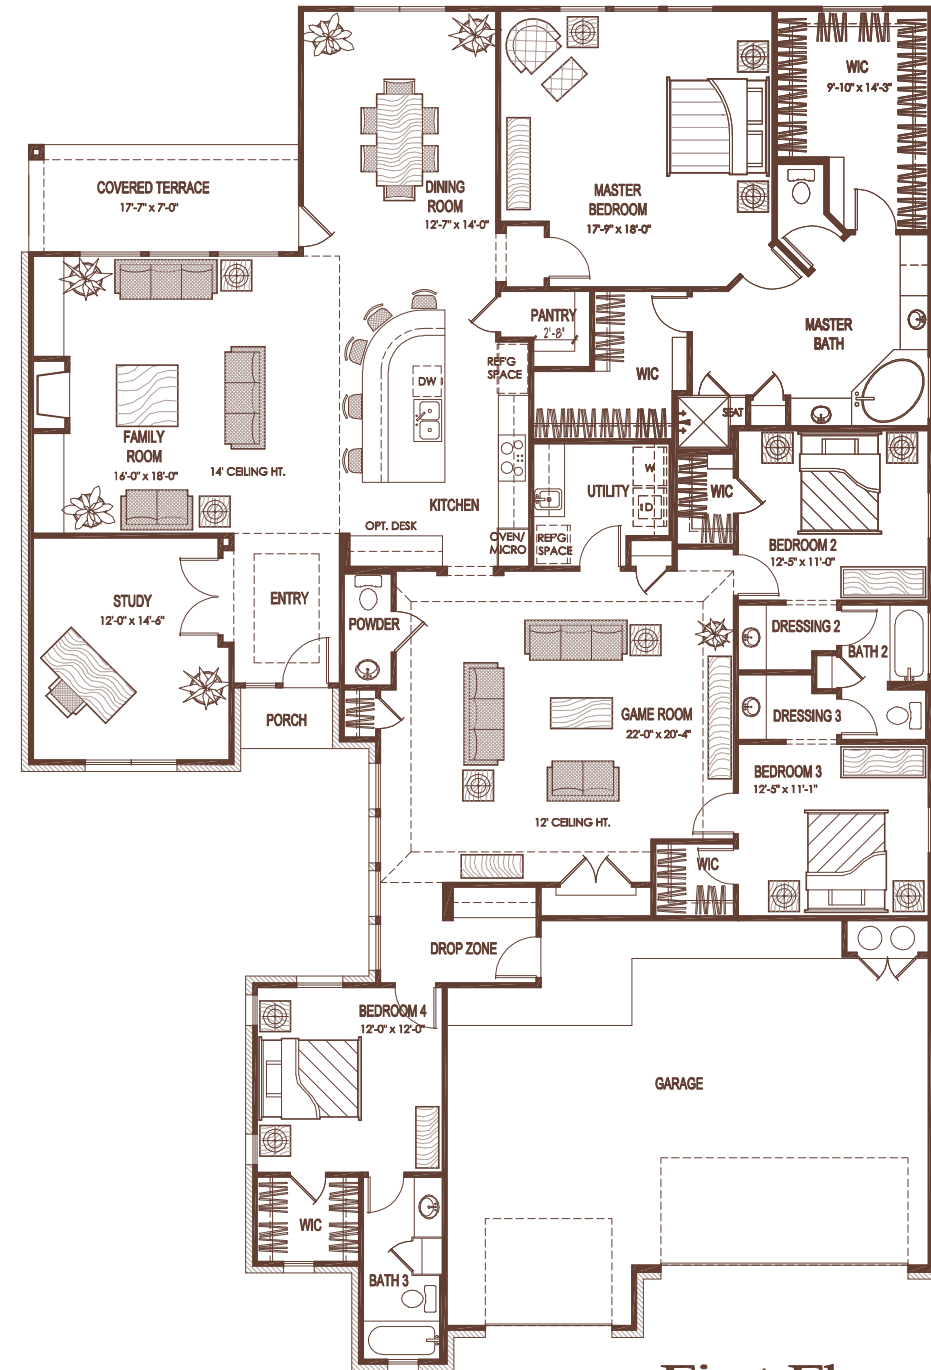 WIC
9'-10" x 14'-3"
COVERED TERRACE
17'-7" x 7'-0"
DINING
ROOM
12'-7" x 14'-0"
MASTER
BEDROOM
17'-9" x 18'-0"
PANTRY
2'-8"
MASTER
BATH
REF'G
SPACE
WIC
DW
SEAT
FAMILY
ROOM
16'-0" x 18'-0"
14' CEILING HT.
KITCHEN
UTILITY
W
D
WIC
OPT. DESK
OVEN/
MICRO
REF'G
SPACE
BEDROOM 2
12'-5" x 11'-0"
STUDY
12'-0" x 14'-6"
ENTRY
POWDER
DRESSING 2
BATH 2
PORCH
GAME ROOM
22'-0" x 20'-4"
DRESSING 3
BEDROOM 3
12'-5" x 11'-1"
12' CEILING HT.
WIC
DROP ZONE
BEDROOM 4
12'-0" x 12'-0"
GARAGE
WIC
BATH 3